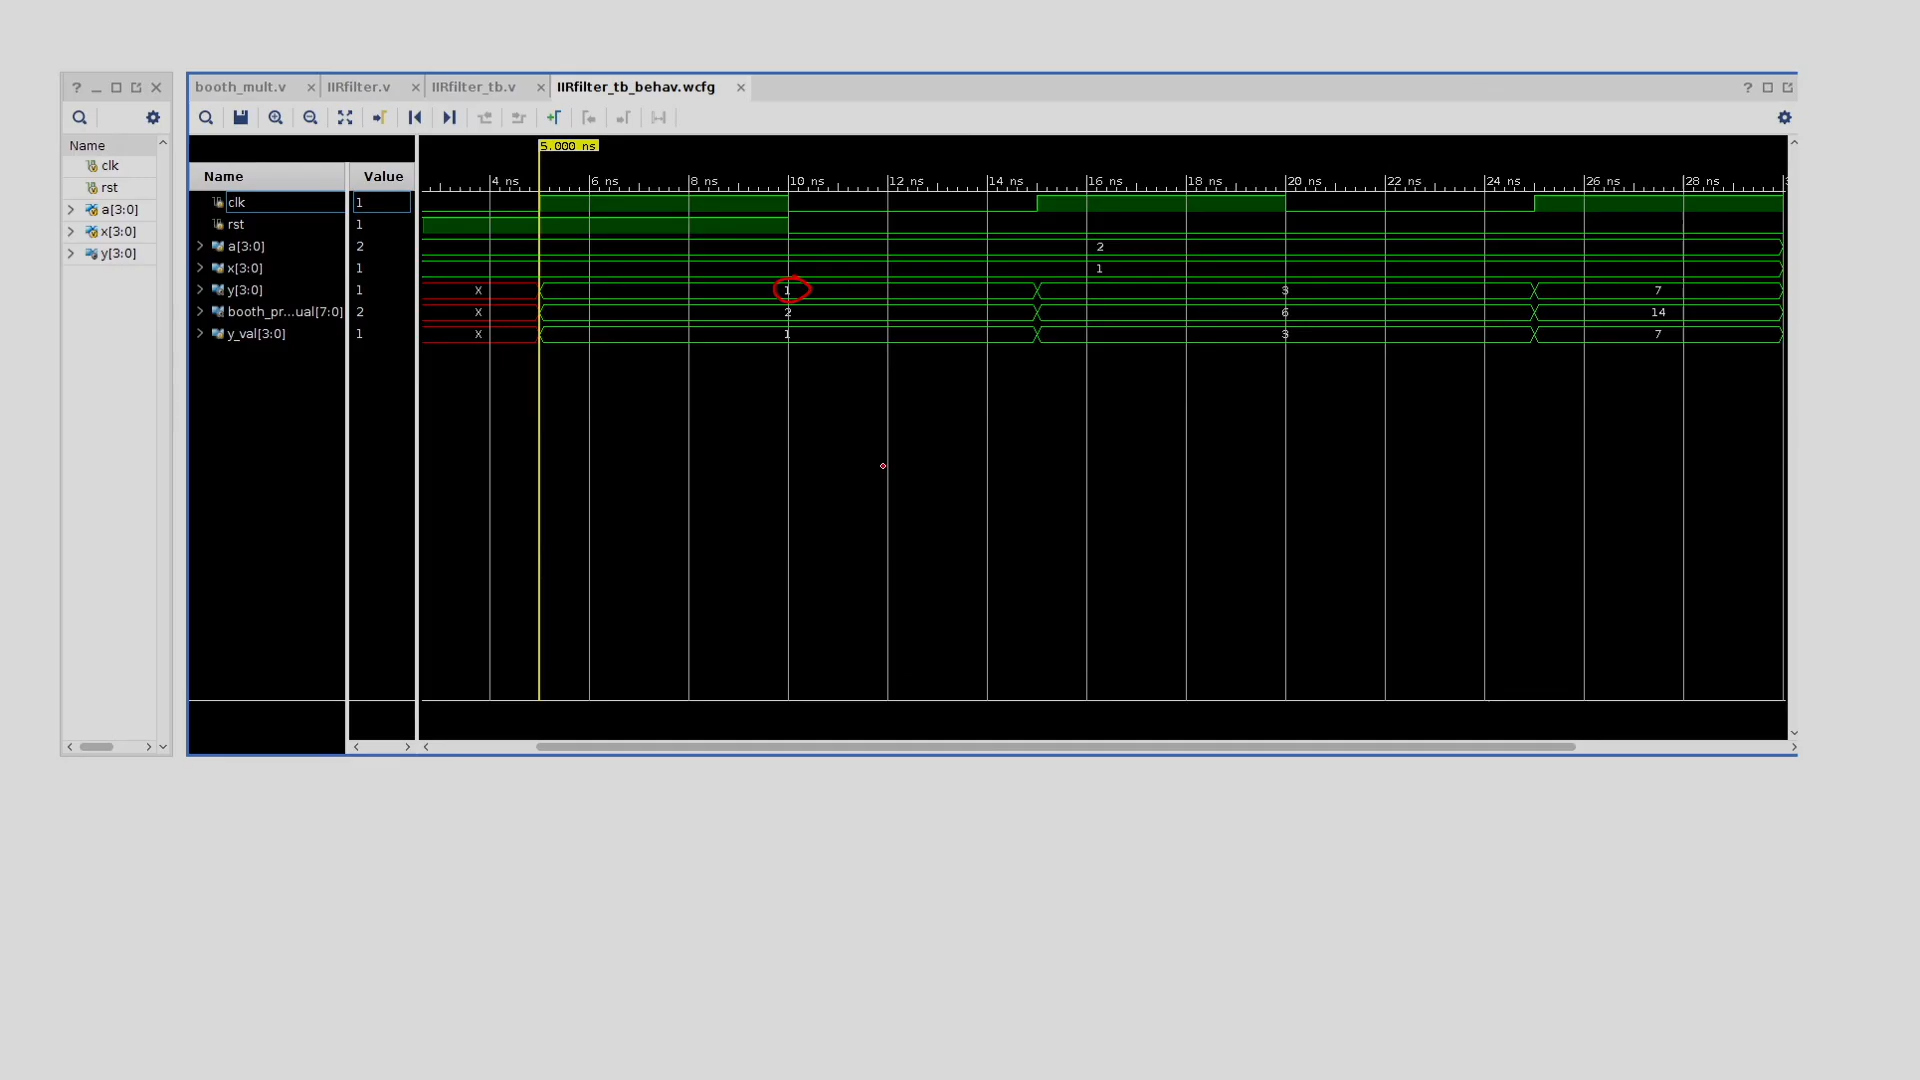 booth_mult.v
IIRfilter.v
IIRfilter_tb.v
IIRfilter_tb_behav.wcfg
Name
clk
rst
a[3:0]
x[3:0]
y[3:0]
5.000 ns
Name Value
4 ns 6 ns 8 ns 10 ns 12 ns 14 ns 16 ns 18 ns 20 ns 22 ns 24 ns 26 ns 28 ns
clk 1
rst 1
a[3:0] 2 2
x[3:0] 1 1
y[3:0] 1 X 1 3 7
booth_pr...ual[7:0] 2 X 2 6 14
y_val[3:0] 1 X 1 3 7